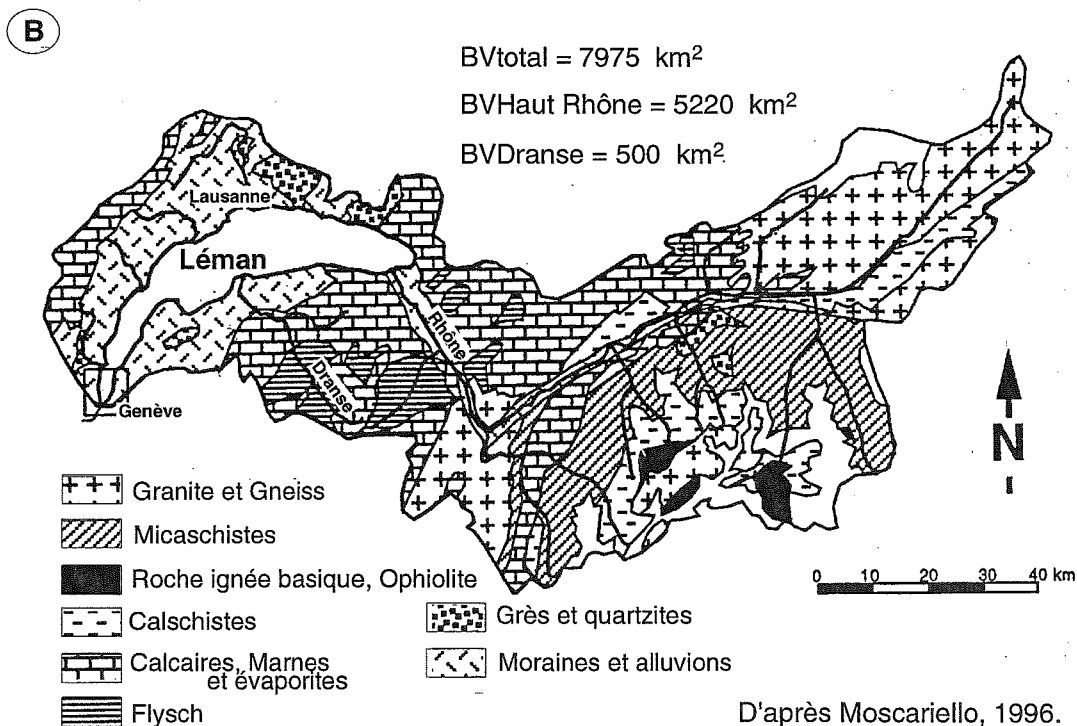 B
BVtotal = 7975 km²
BVHaut Rhône = 5220 km²
BVDranse = 500 km²
Lausanne
Léman
Rhône
Dranse
Genève
N
Granite et Gneiss
Micaschistes
Roche ignée basique, Ophiolite
Calschistes
Calcaires, Marnes
et évaporites
Flysch
Grès et quartzites
Moraines et alluvions
0 10 20 30 40 km
D'après Moscariello, 1996.